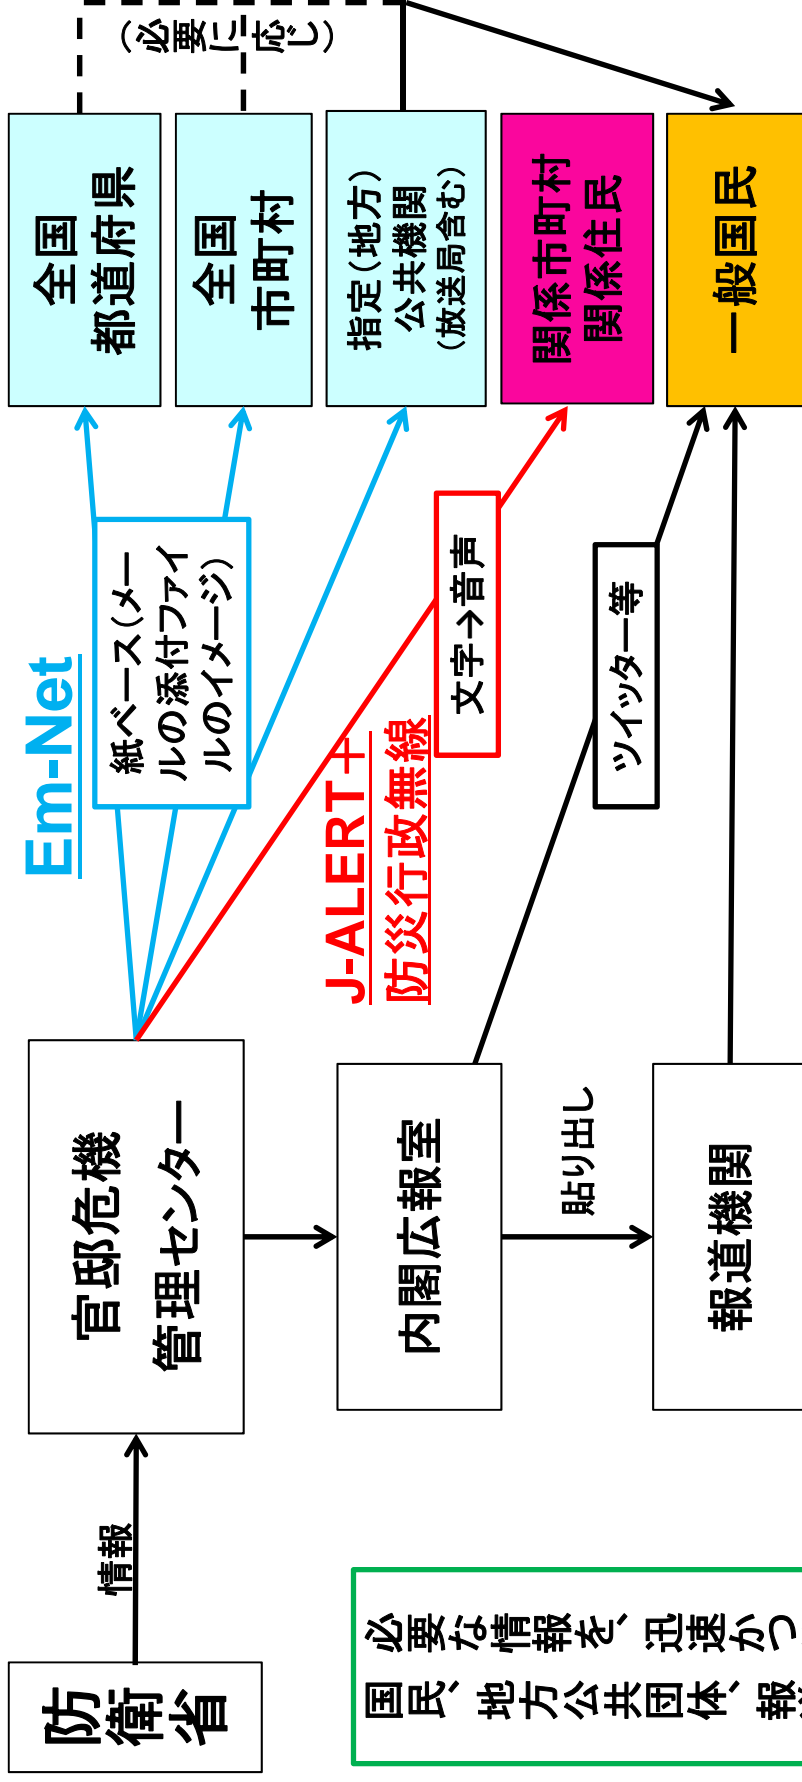 防衛省
情報
官邸危機
管理センター
内閣広報室
貼り出し
報道機関
Em-Net
紙ベース(メー
ルの添付ファイ
ルのイメージ)
J-ALERT+
防災行政無線
文字→音声
ツイッター等
全国
都道府県
全国
市町村
指定(地方)
公共機関
(放送局含む)
関係市町村
関係住民
一般国民
(必要に応じ)
必要な情報を、迅速かつ
国民、地方公共団体、報